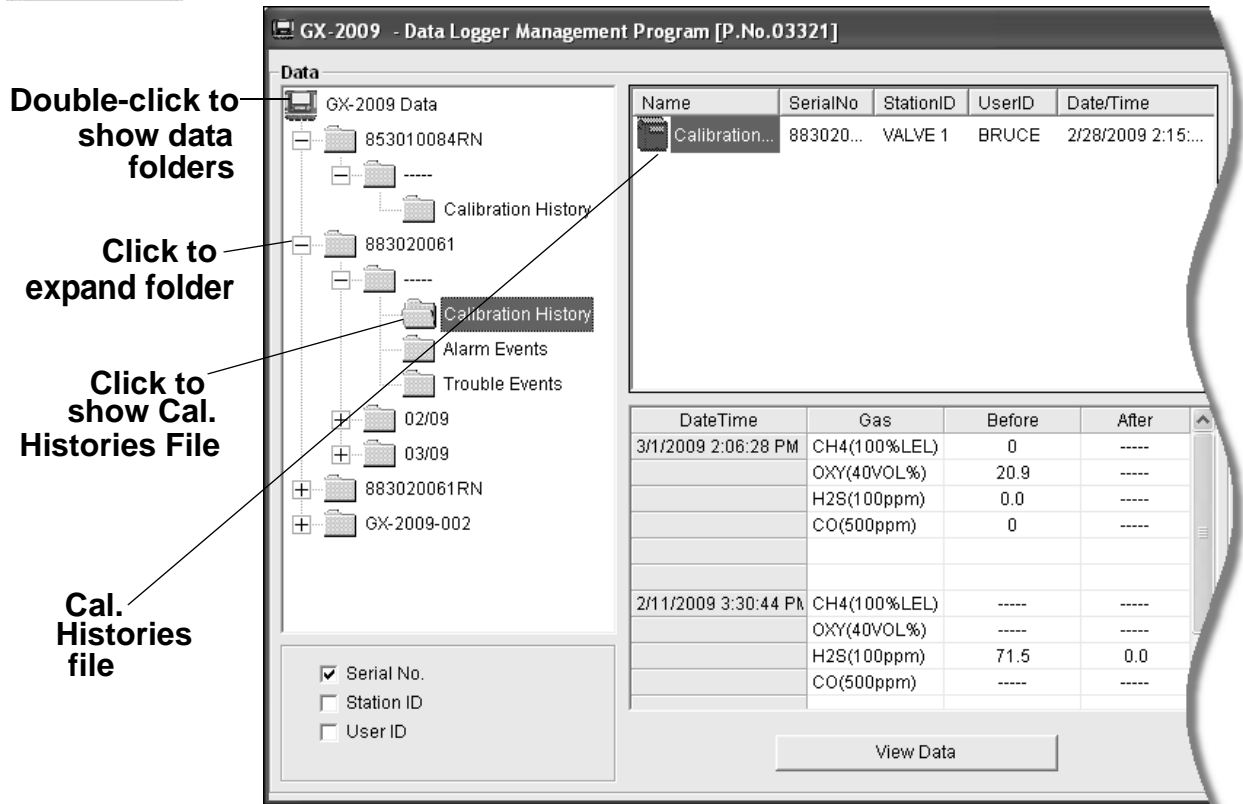 GX-2009 - Data Logger Management Program [P.No.03321]
Data
Double-click to
show data
folders
Click to
expand folder
Click to
show Cal.
Histories File
Cal.
Histories
file
GX-2009 Data
853010084RN
-----
Calibration History
883020061
-----
Calibration History
Alarm Events
Trouble Events
02/09
03/09
883020061RN
GX-2009-002
Serial No.
Station ID
User ID
Name SerialNo StationID UserID Date/Time
Calibration... 883020... VALVE 1 BRUCE 2/28/2009 2:15:...
DateTime Gas Before After
3/1/2009 2:06:28 PM CH4(100%LEL) 0 -----
OXY(40VOL%) 20.9 -----
H2S(100ppm) 0.0 -----
CO(500ppm) 0 -----
2/11/2009 3:30:44 PM CH4(100%LEL) ----- -----
OXY(40VOL%) ----- -----
H2S(100ppm) 71.5 0.0
CO(500ppm) ----- -----
View Data